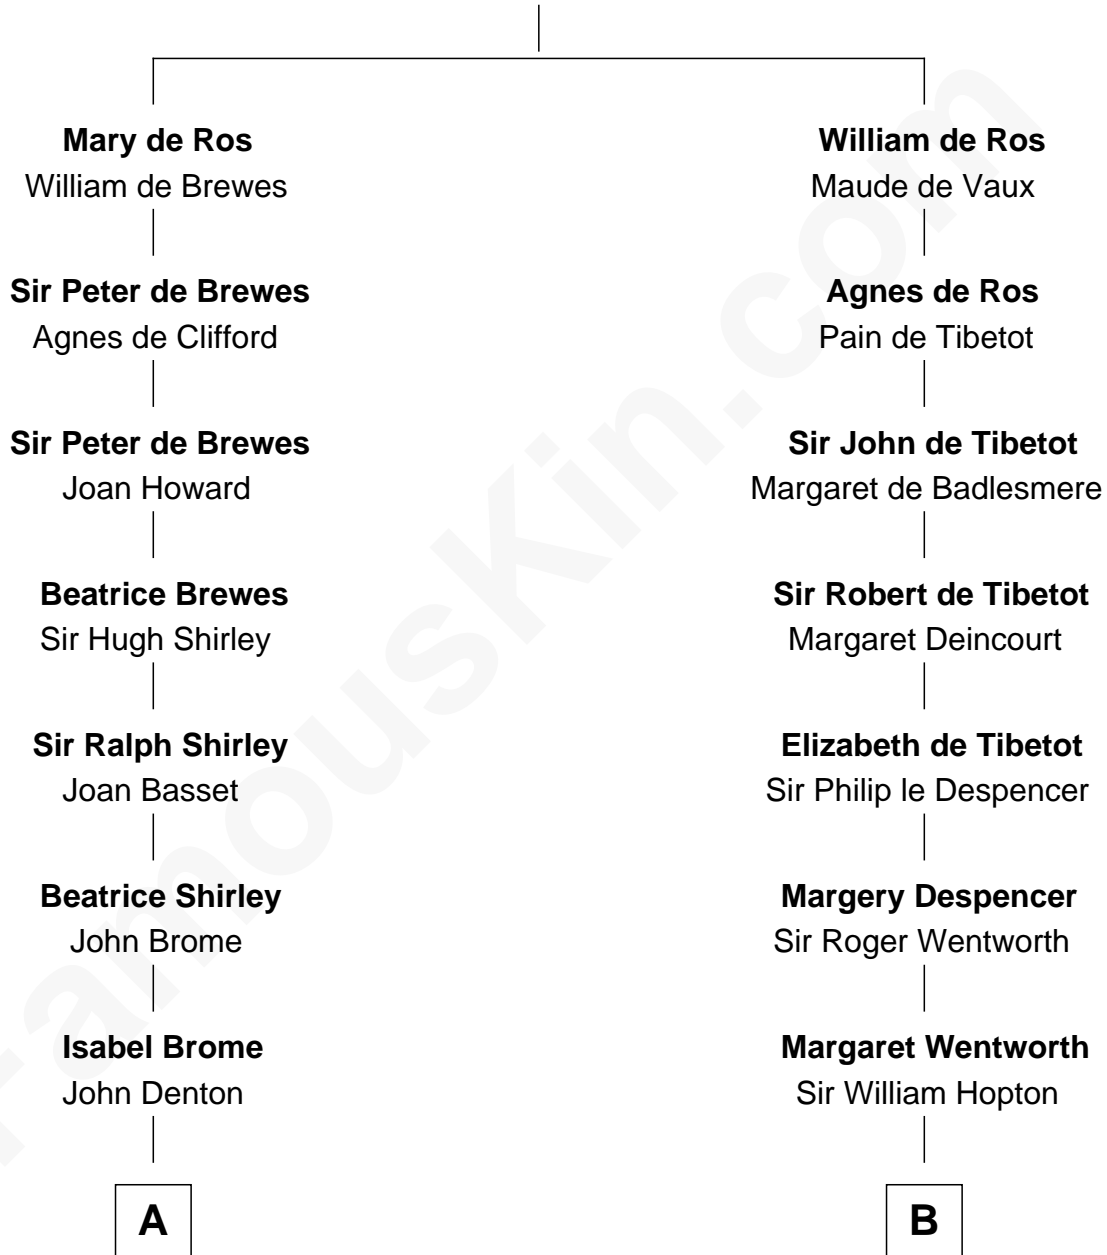 Mary de Ros
William de Brewes
Sir Peter de Brewes
Agnes de Clifford
Sir Peter de Brewes
Joan Howard
Beatrice Brewes
Sir Hugh Shirley
Sir Ralph Shirley
Joan Basset
Beatrice Shirley
John Brome
Isabel Brome
John Denton
A
William de Ros
Maude de Vaux
Agnes de Ros
Pain de Tibetot
Sir John de Tibetot
Margaret de Badlesmere
Sir Robert de Tibetot
Margaret Deincourt
Elizabeth de Tibetot
Sir Philip le Despencer
Margery Despencer
Sir Roger Wentworth
Margaret Wentworth
Sir William Hopton
B
FamousKin.com